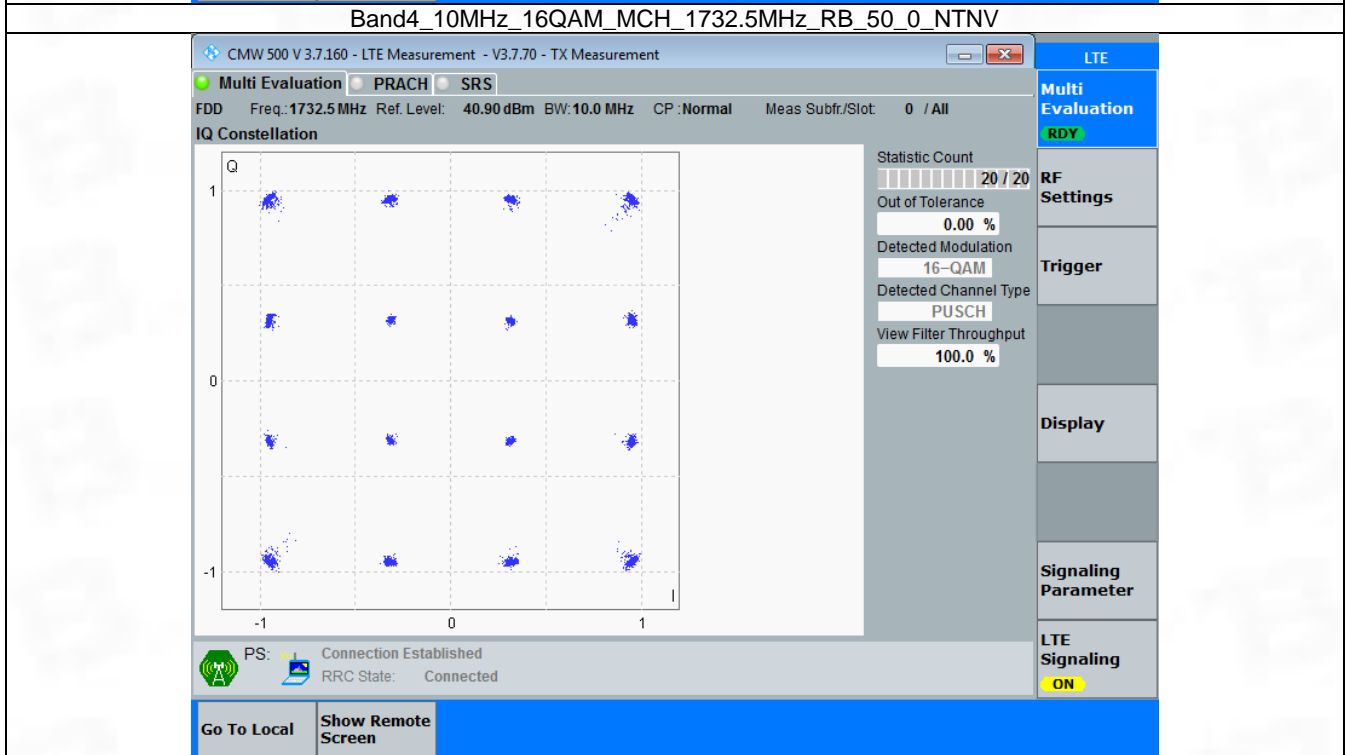 Band4_10MHz_16QAM_MCH_1732.5MHz_RB_50_0_NTNV
CMW 500 V 3.7.160 - LTE Measurement - V3.7.70 - TX Measurement
LTE
Multi Evaluation PRACH SRS
FDD Freq.: 1732.5 MHz Ref. Level: 40.90 dBm BW: 10.0 MHz CP : Normal Meas Subfr./Slot: 0 / All
IQ Constellation
Q
1
0
-1
-1 0 1
I
Statistic Count
20 / 20
Out of Tolerance
0.00 %
Detected Modulation
16-QAM
Detected Channel Type
PUSCH
View Filter Throughput
100.0 %
Multi
Evaluation
RDY
RF
Settings
Trigger
Display
Signaling
Parameter
LTE
Signaling
ON
PS: Connection Established
RRC State: Connected
Go To Local
Show Remote
Screen